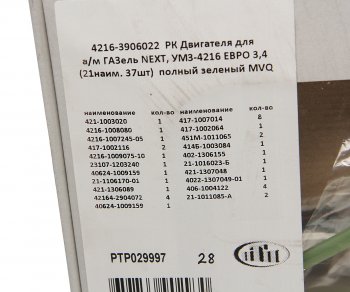 4216-3906022 РК Двигателя для
а/м ГАЗель NEXT, УМЗ-4216 ЕВРО 3,4
(21наим. 37шт) полный зеленый MVQ
наименование кол-во наименование кол-во
421-1003020 1 417-1007014 8
4216-1008080 1 417-1002064 1
4216-1007245-05 1 451М-1011065 2
417-1002116 2 414Б-1003084 1
4216-1009075-10 1 402-1306155 1
23107-1203240 1 21-1016023-Б 1
40624-1009159 1 421-1307048 1
21-1106170-01 1 4022-1307049-01 1
421-1306089 1 406-1004122 4
42164-2904072 4 21-1011085-А 2
40624-1009159 1
РТР029997 28